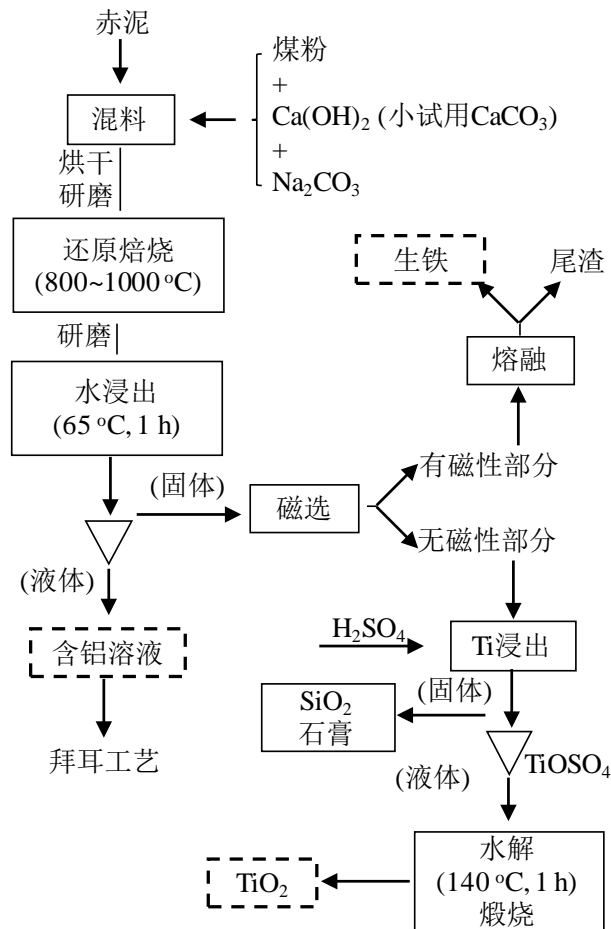 赤泥
煤粉
+
混料
Ca(OH)₂ (小试用CaCO₃)
+
Na₂CO₃
烘干
研磨
还原焙烧
(800~1000 °C)
生铁
尾渣
研磨
熔融
水浸出
(65 °C, 1 h)
(固体)
磁选
有磁性部分
无磁性部分
(液体)
含铝溶液
H₂SO₄
Ti浸出
(固体)
SiO₂
石膏
拜耳工艺
TiOSO₄
(液体)
水解
(140 °C, 1 h)
煅烧
TiO₂